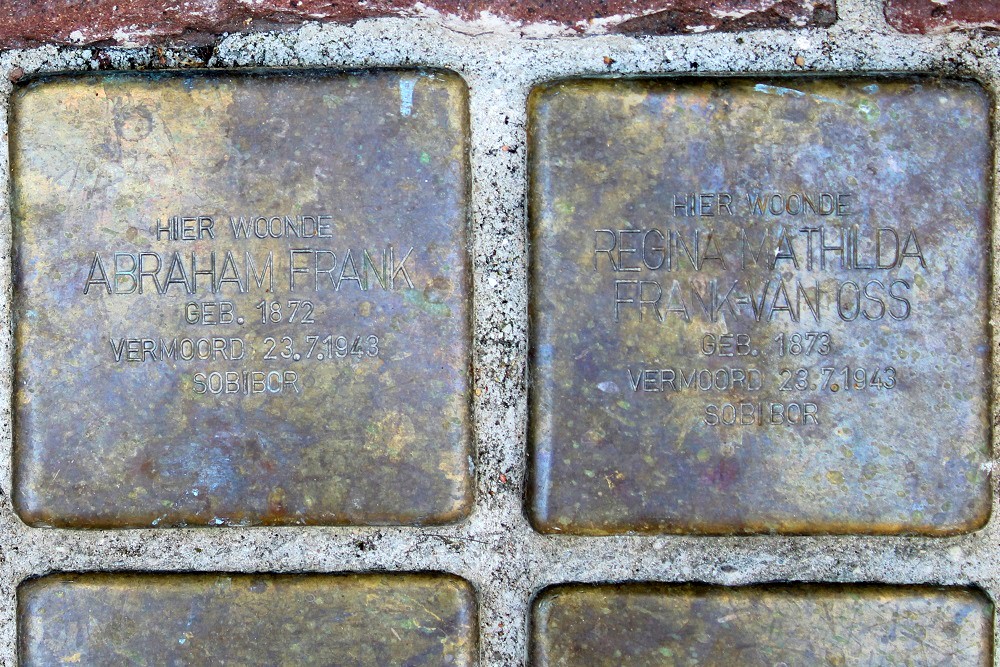 HIER WOONDE
ABRAHAM FRANK
GEB. 1872
VERMOORD 23.7.1943
SOBIBOR
HIER WOONDE
REGINA MATHILDA
FRANK-VAN OSS
GEB. 1873
VERMOORD 23.7.1943
SOBIBOR